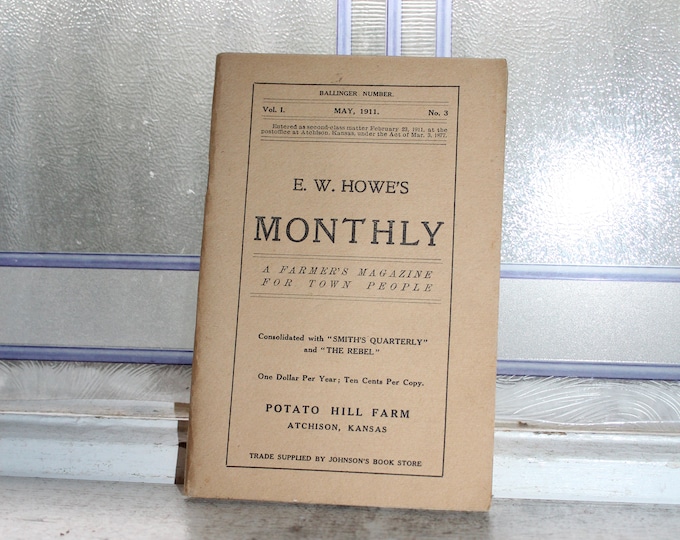 BALLINGER NUMBER.
Vol. I. MAY, 1911. No. 3
Entered as second-class matter February 23, 1911, at the
postoffice at Atchison, Kansas, under the Act of Mar. 3, 1877.
E. W. HOWE'S
MONTHLY
A FARMER'S MAGAZINE
FOR TOWN PEOPLE
Consolidated with "SMITH'S QUARTERLY"
and "THE REBEL"
One Dollar Per Year; Ten Cents Per Copy.
POTATO HILL FARM
ATCHISON, KANSAS
TRADE SUPPLIED BY JOHNSON'S BOOK STORE